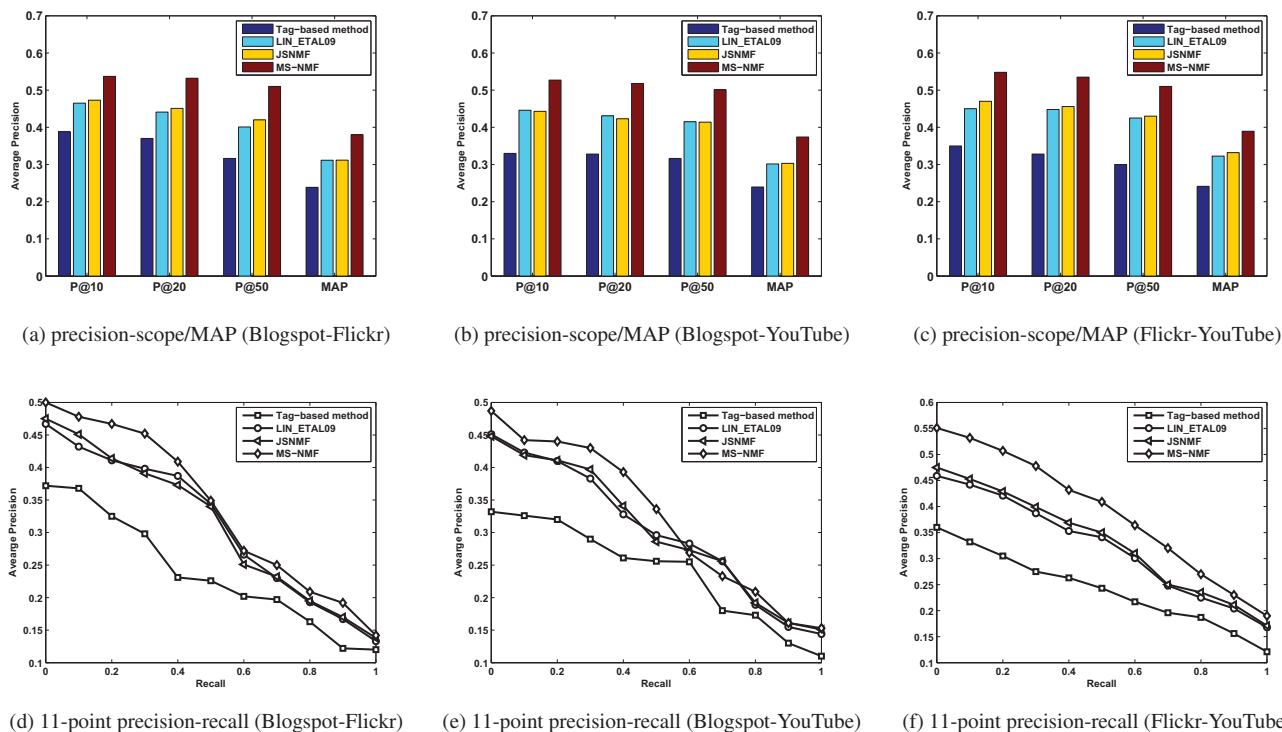 0.7
0.6
0.5
0.4
0.3
0.2
0.1
0
Average Precision
Tag-based method
LIN_ETAL09
JSNMF
MS-NMF
P@10 P@20 P@50 MAP
(a) precision-scope/MAP (Blogspot-Flickr)
0.7
0.6
0.5
0.4
0.3
0.2
0.1
0
Average Precision
Tag-based method
LIN_ETAL09
JSNMF
MS-NMF
P@10 P@20 P@50 MAP
(b) precision-scope/MAP (Blogspot-YouTube)
0.7
0.6
0.5
0.4
0.3
0.2
0.1
0
Average Precision
Tag-based method
LIN_ETAL09
JSNMF
MS-NMF
P@10 P@20 P@50 MAP
(c) precision-scope/MAP (Flickr-YouTube)
0.5
0.45
0.4
0.35
0.3
0.25
0.2
0.15
0.1
Avearge Precision
Tag-based method
LIN_ETAL09
JSNMF
MS-NMF
0 0.2 0.4 0.6 0.8 1
Recall
(d) 11-point precision-recall (Blogspot-Flickr)
0.5
0.45
0.4
0.35
0.3
0.25
0.2
0.15
0.1
Avearge Precision
Tag-based method
LIN_ETAL09
JSNMF
MS-NMF
0 0.2 0.4 0.6 0.8 1
Recall
(e) 11-point precision-recall (Blogspot-YouTube)
0.6
0.55
0.5
0.45
0.4
0.35
0.3
0.25
0.2
0.15
0.1
Avearge Precision
Tag-based method
LIN_ETAL09
JSNMF
MS-NMF
0 0.2 0.4 0.6 0.8 1
Recall
(f) 11-point precision-recall (Flickr-YouTube